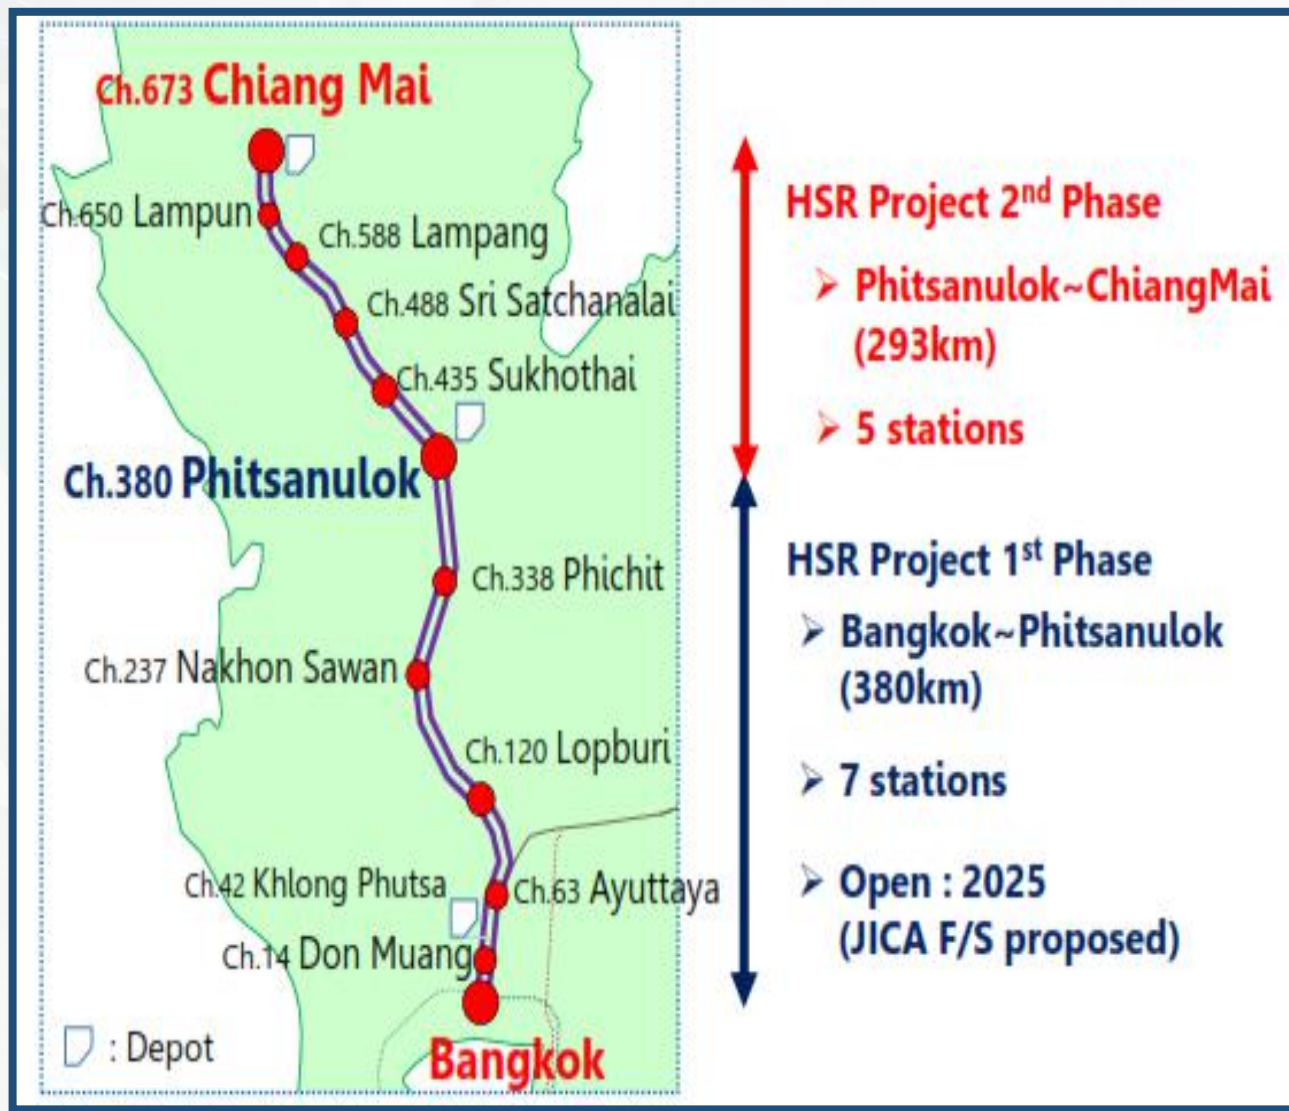 Ch.673 Chiang Mai
Ch.650 Lampun
Ch.588 Lampang
Ch.488 Sri Satchanalai
Ch.435 Sukhothai
Ch.380 Phitsanulok
Ch.338 Phichit
Ch.237 Nakhon Sawan
Ch.120 Lopburi
Ch.42 Khlong Phutsa
Ch.63 Ayuttaya
Ch.14 Don Muang
Bangkok
: Depot
HSR Project 2nd Phase
➢ Phitsanulok~ChiangMai
(293km)
➢ 5 stations
HSR Project 1st Phase
➢ Bangkok~Phitsanulok
(380km)
➢ 7 stations
➢ Open : 2025
(JICA F/S proposed)